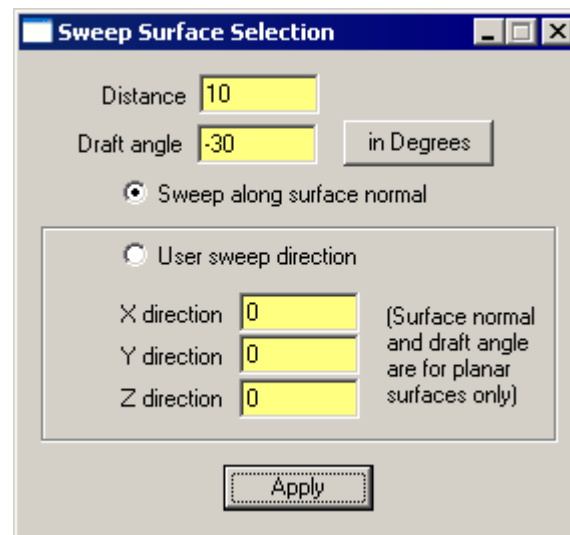 Sweep Surface Selection
Distance 10
Draft angle -30 in Degrees
Sweep along surface normal
User sweep direction
X direction 0
Y direction 0
Z direction 0
(Surface normal
and draft angle
are for planar
surfaces only)
Apply